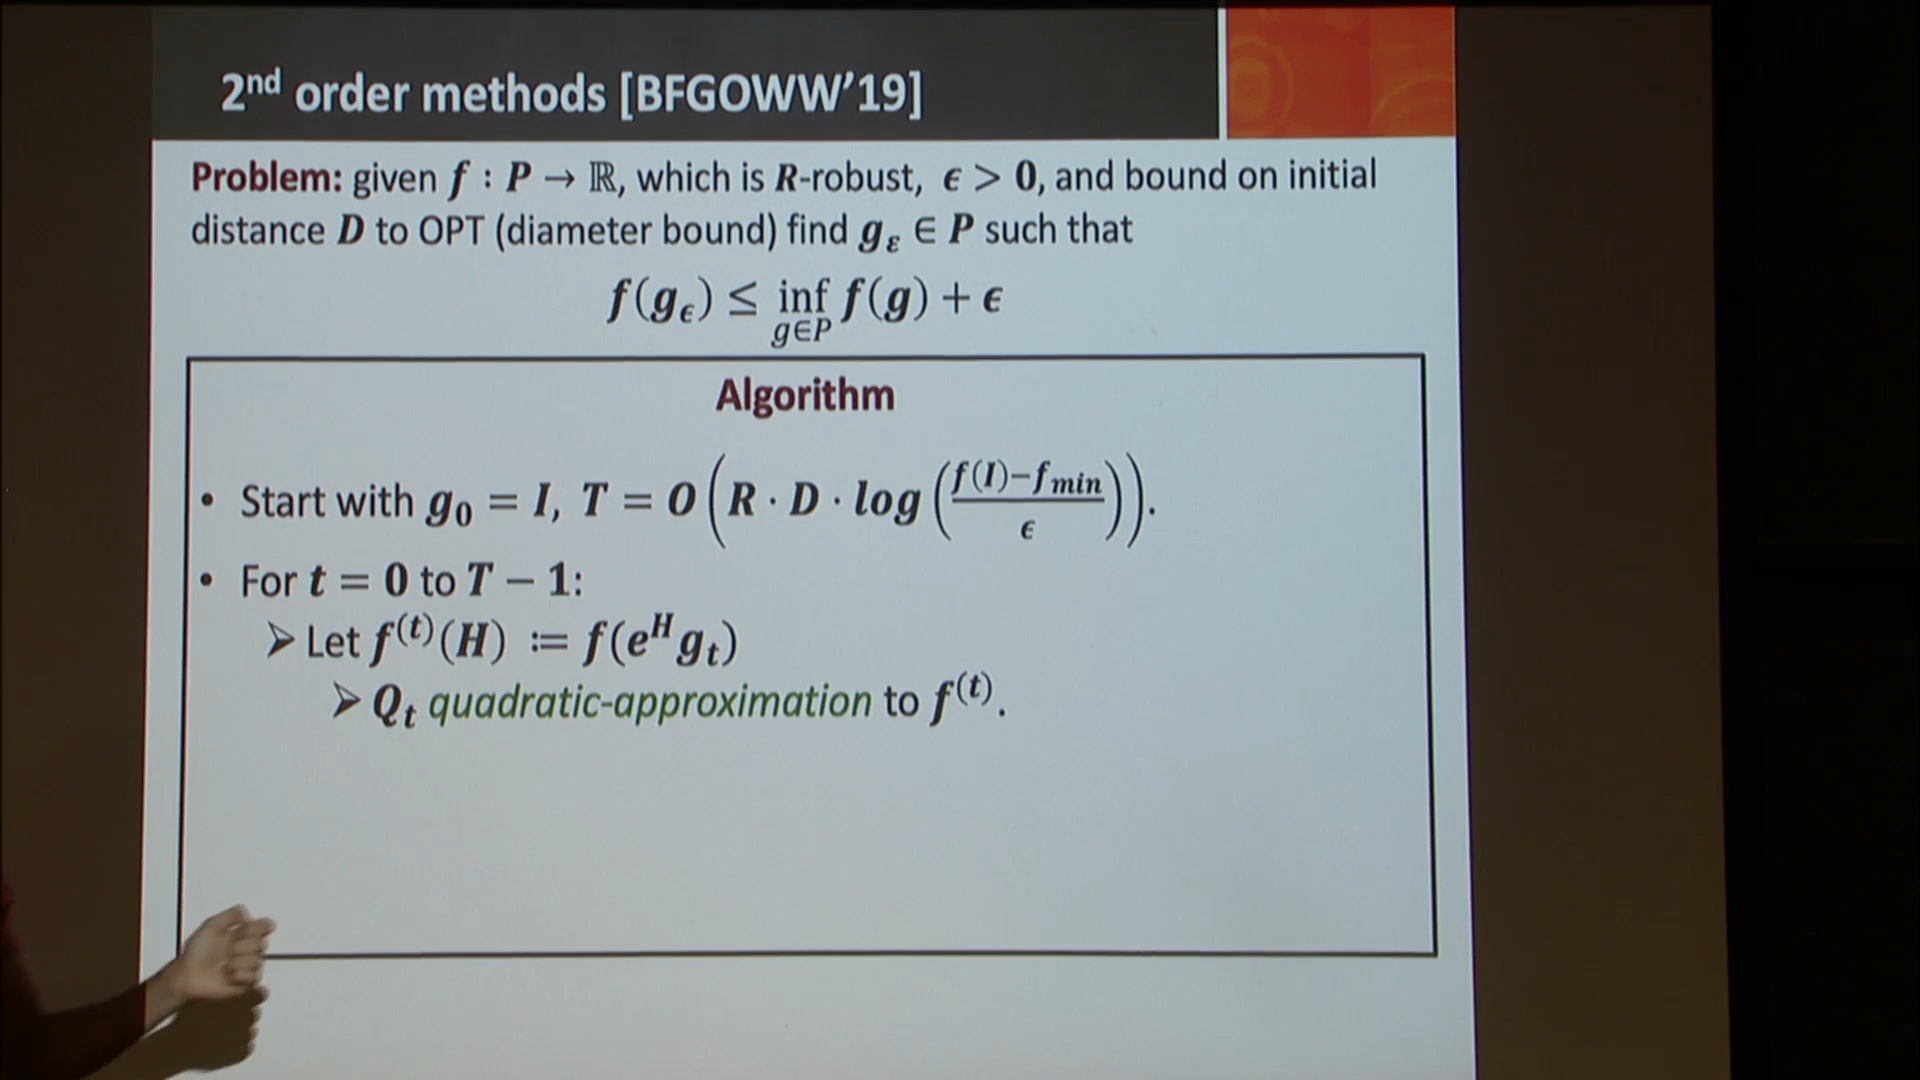 2nd order methods [BFGOWW'19]
Problem: given f : P → ℝ, which is R-robust, ϵ > 0, and bound on initial
distance D to OPT (diameter bound) find g_ε ∈ P such that
f(g_ϵ) ≤ inf_{g∈P} f(g) + ϵ
Algorithm
• Start with g_0 = I, T = O(R · D · log((f(I)−f_min)/ϵ)).
• For t = 0 to T − 1:
➢ Let f^(t)(H) := f(e^H g_t)
➢ Q_t quadratic-approximation to f^(t).